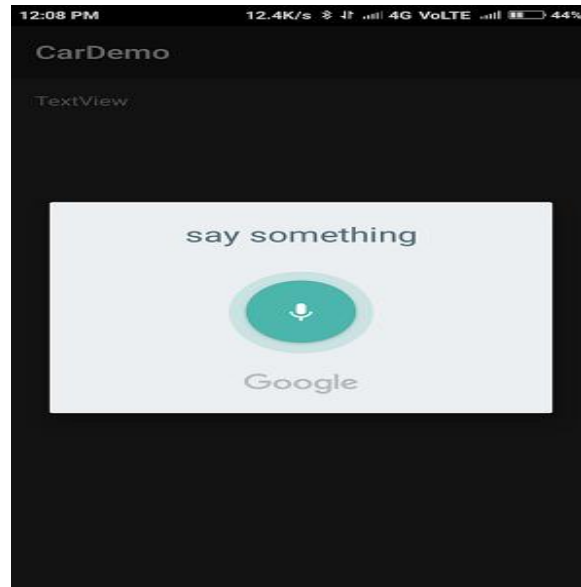 12:08 PM 12.4K/s 4G VoLTE 44%
CarDemo
TextView
say something
Google